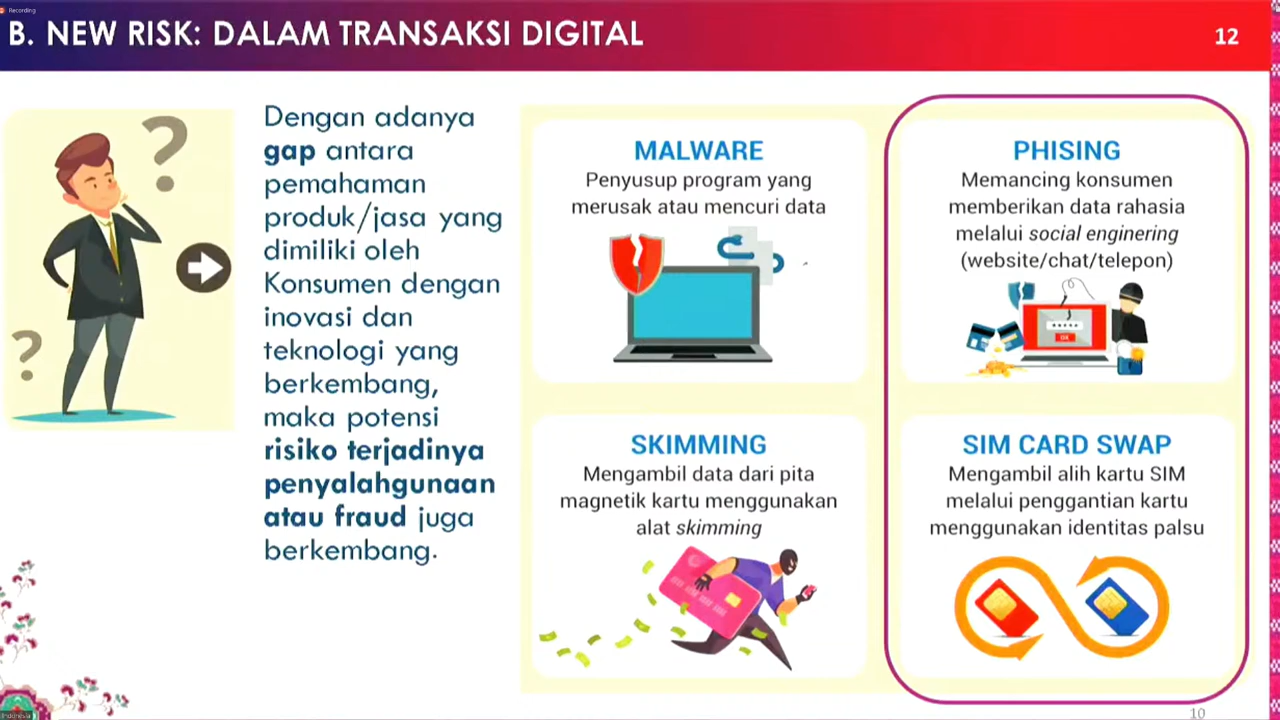 Recording
B. NEW RISK: DALAM TRANSAKSI DIGITAL
12
Dengan adanya
gap antara
pemahaman
produk/jasa yang
dimiliki oleh
Konsumen dengan
inovasi dan
teknologi yang
berkembang,
maka potensi
risiko terjadinya
penyalahgunaan
atau fraud juga
berkembang.
MALWARE
Penyusup program yang
merusak atau mencuri data
PHISING
Memancing konsumen
memberikan data rahasia
melalui social enginering
(website/chat/telepon)
SKIMMING
Mengambil data dari pita
magnetik kartu menggunakan
alat skimming
SIM CARD SWAP
Mengambil alih kartu SIM
melalui penggantian kartu
menggunakan identitas palsu
Indonesia
10